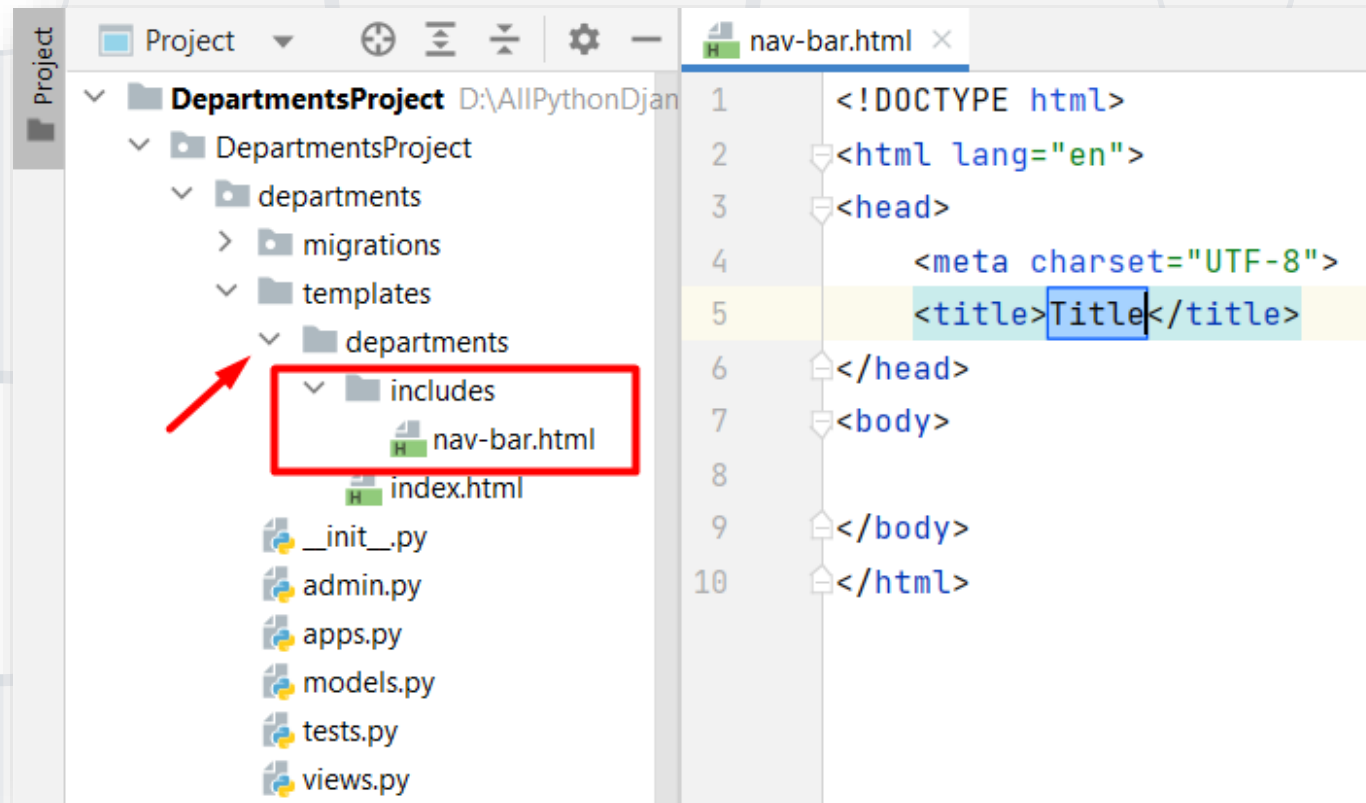 Project
Project
DepartmentsProject D:\AllPythonDjan
DepartmentsProject
departments
migrations
templates
departments
includes
nav-bar.html
index.html
__init__.py
admin.py
apps.py
models.py
tests.py
views.py
nav-bar.html
1 <!DOCTYPE html>
2 <html lang="en">
3 <head>
4 <meta charset="UTF-8">
5 <title>Title</title>
6 </head>
7 <body>
8
9 </body>
10 </html>